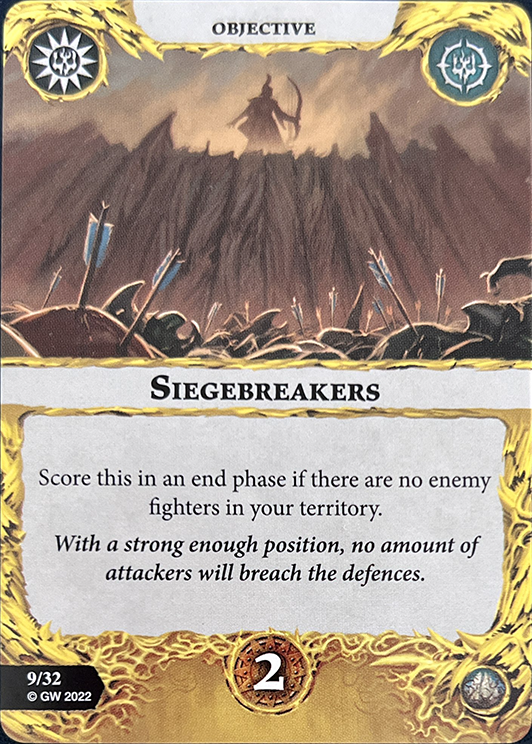 OBJECTIVE
SIEGEBREAKERS
Score this in an end phase if there are no enemy
fighters in your territory.
With a strong enough position, no amount of
attackers will breach the defences.
2
9/32
© GW 2022